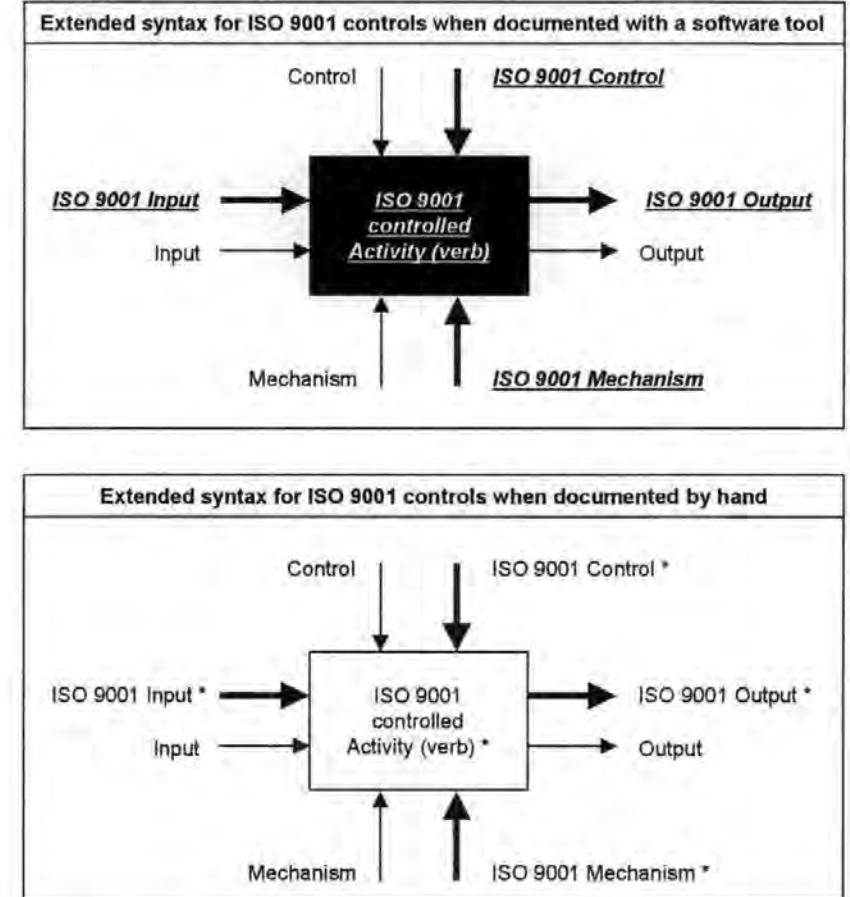 Extended syntax for ISO 9001 controls when documented with a software tool
Control
ISO 9001 Control
ISO 9001 Input
ISO 9001
controlled
Activity (verb)
ISO 9001 Output
Input
Output
Mechanism
ISO 9001 Mechanism
Extended syntax for ISO 9001 controls when documented by hand
Control
ISO 9001 Control *
ISO 9001 Input *
ISO 9001
controlled
Activity (verb) *
ISO 9001 Output *
Input
Output
Mechanism
ISO 9001 Mechanism *